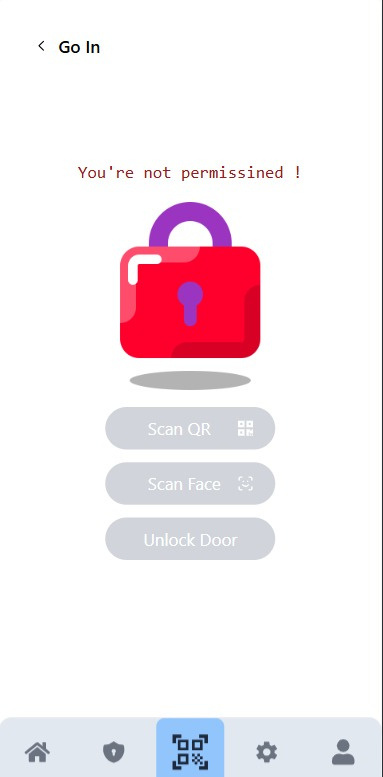 Go In
You're not permissined !
Scan QR
Scan Face
Unlock Door